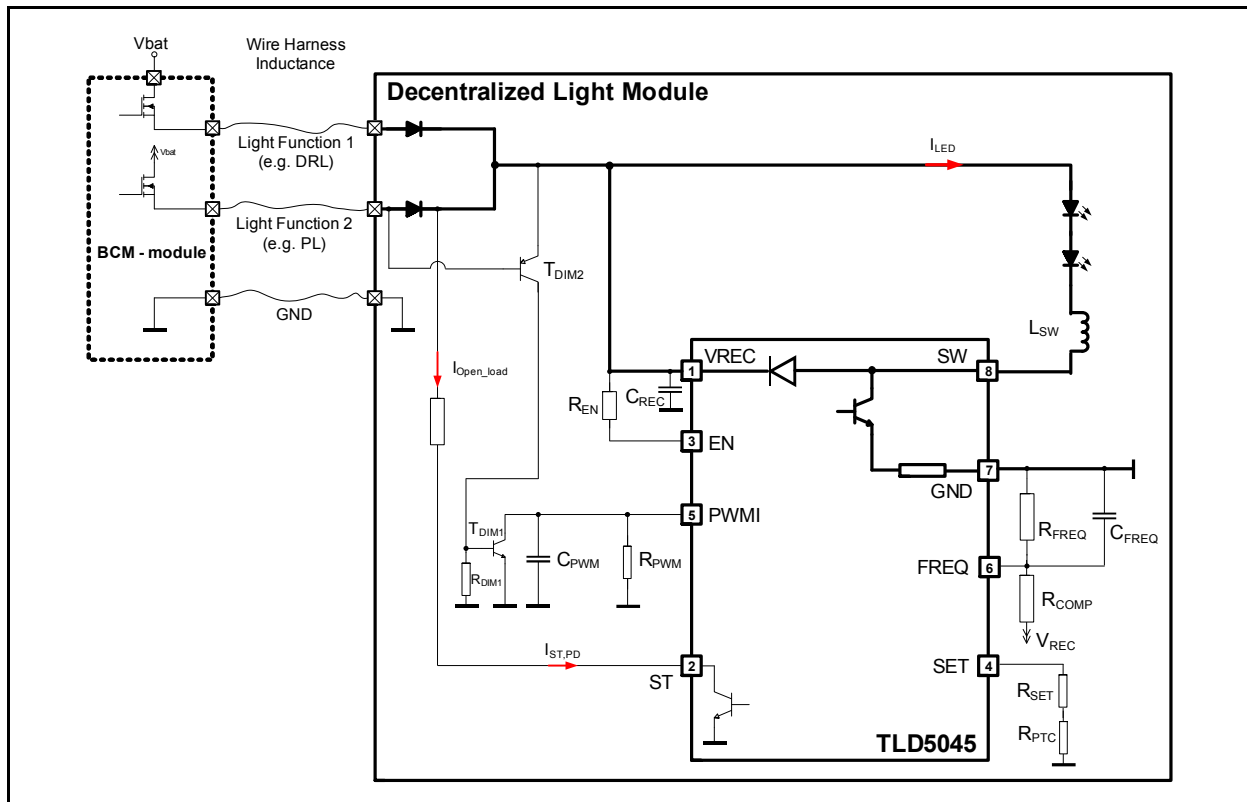 Vbat
Wire Harness
Inductance
Decentralized Light Module
Light Function 1
(e.g. DRL)
Vbat
Light Function 2
(e.g. PL)
BCM - module
GND
ILED
TDIM2
LSW
VREC
SW
1
8
IOpen_load
REN
CREC
3
EN
7
GND
5
PWMI
TDIM1
CPWM
RPWM
RDIM1
RFREQ
CFREQ
FREQ
6
RCOMP
VREC
IST,PD
2
ST
SET
4
RSET
RPTC
TLD5045